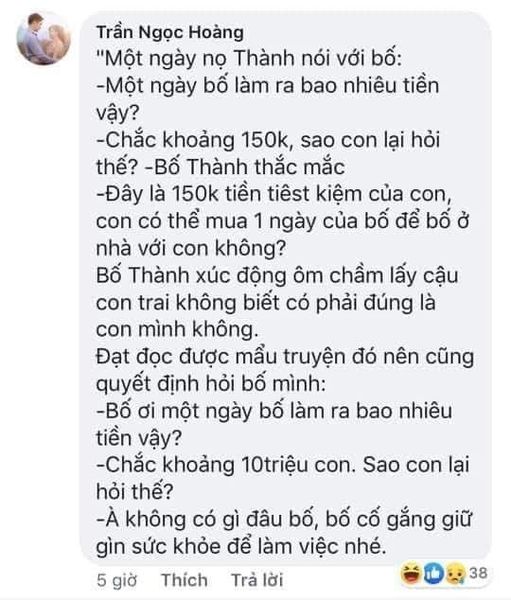 Trần Ngọc Hoàng
"Một ngày nọ Thành nói với bố:
-Một ngày bố làm ra bao nhiêu tiền
vậy?
-Chắc khoảng 150k, sao con lại hỏi
thế? -Bố Thành thắc mắc
-Đây là 150k tiền tiêst kiệm của con,
con có thể mua 1 ngày của bố để bố ở
nhà với con không?
Bố Thành xúc động ôm chầm lấy cậu
con trai không biết có phải đúng là
con mình không.
Đạt đọc được mẩu truyện đó nên cũng
quyết định hỏi bố mình:
-Bố ơi một ngày bố làm ra bao nhiêu
tiền vậy?
-Chắc khoảng 10triệu con. Sao con lại
hỏi thế?
-À không có gì đâu bố, bố cố gắng giữ
gìn sức khỏe để làm việc nhé.
5 giờ Thích Trả lời 38